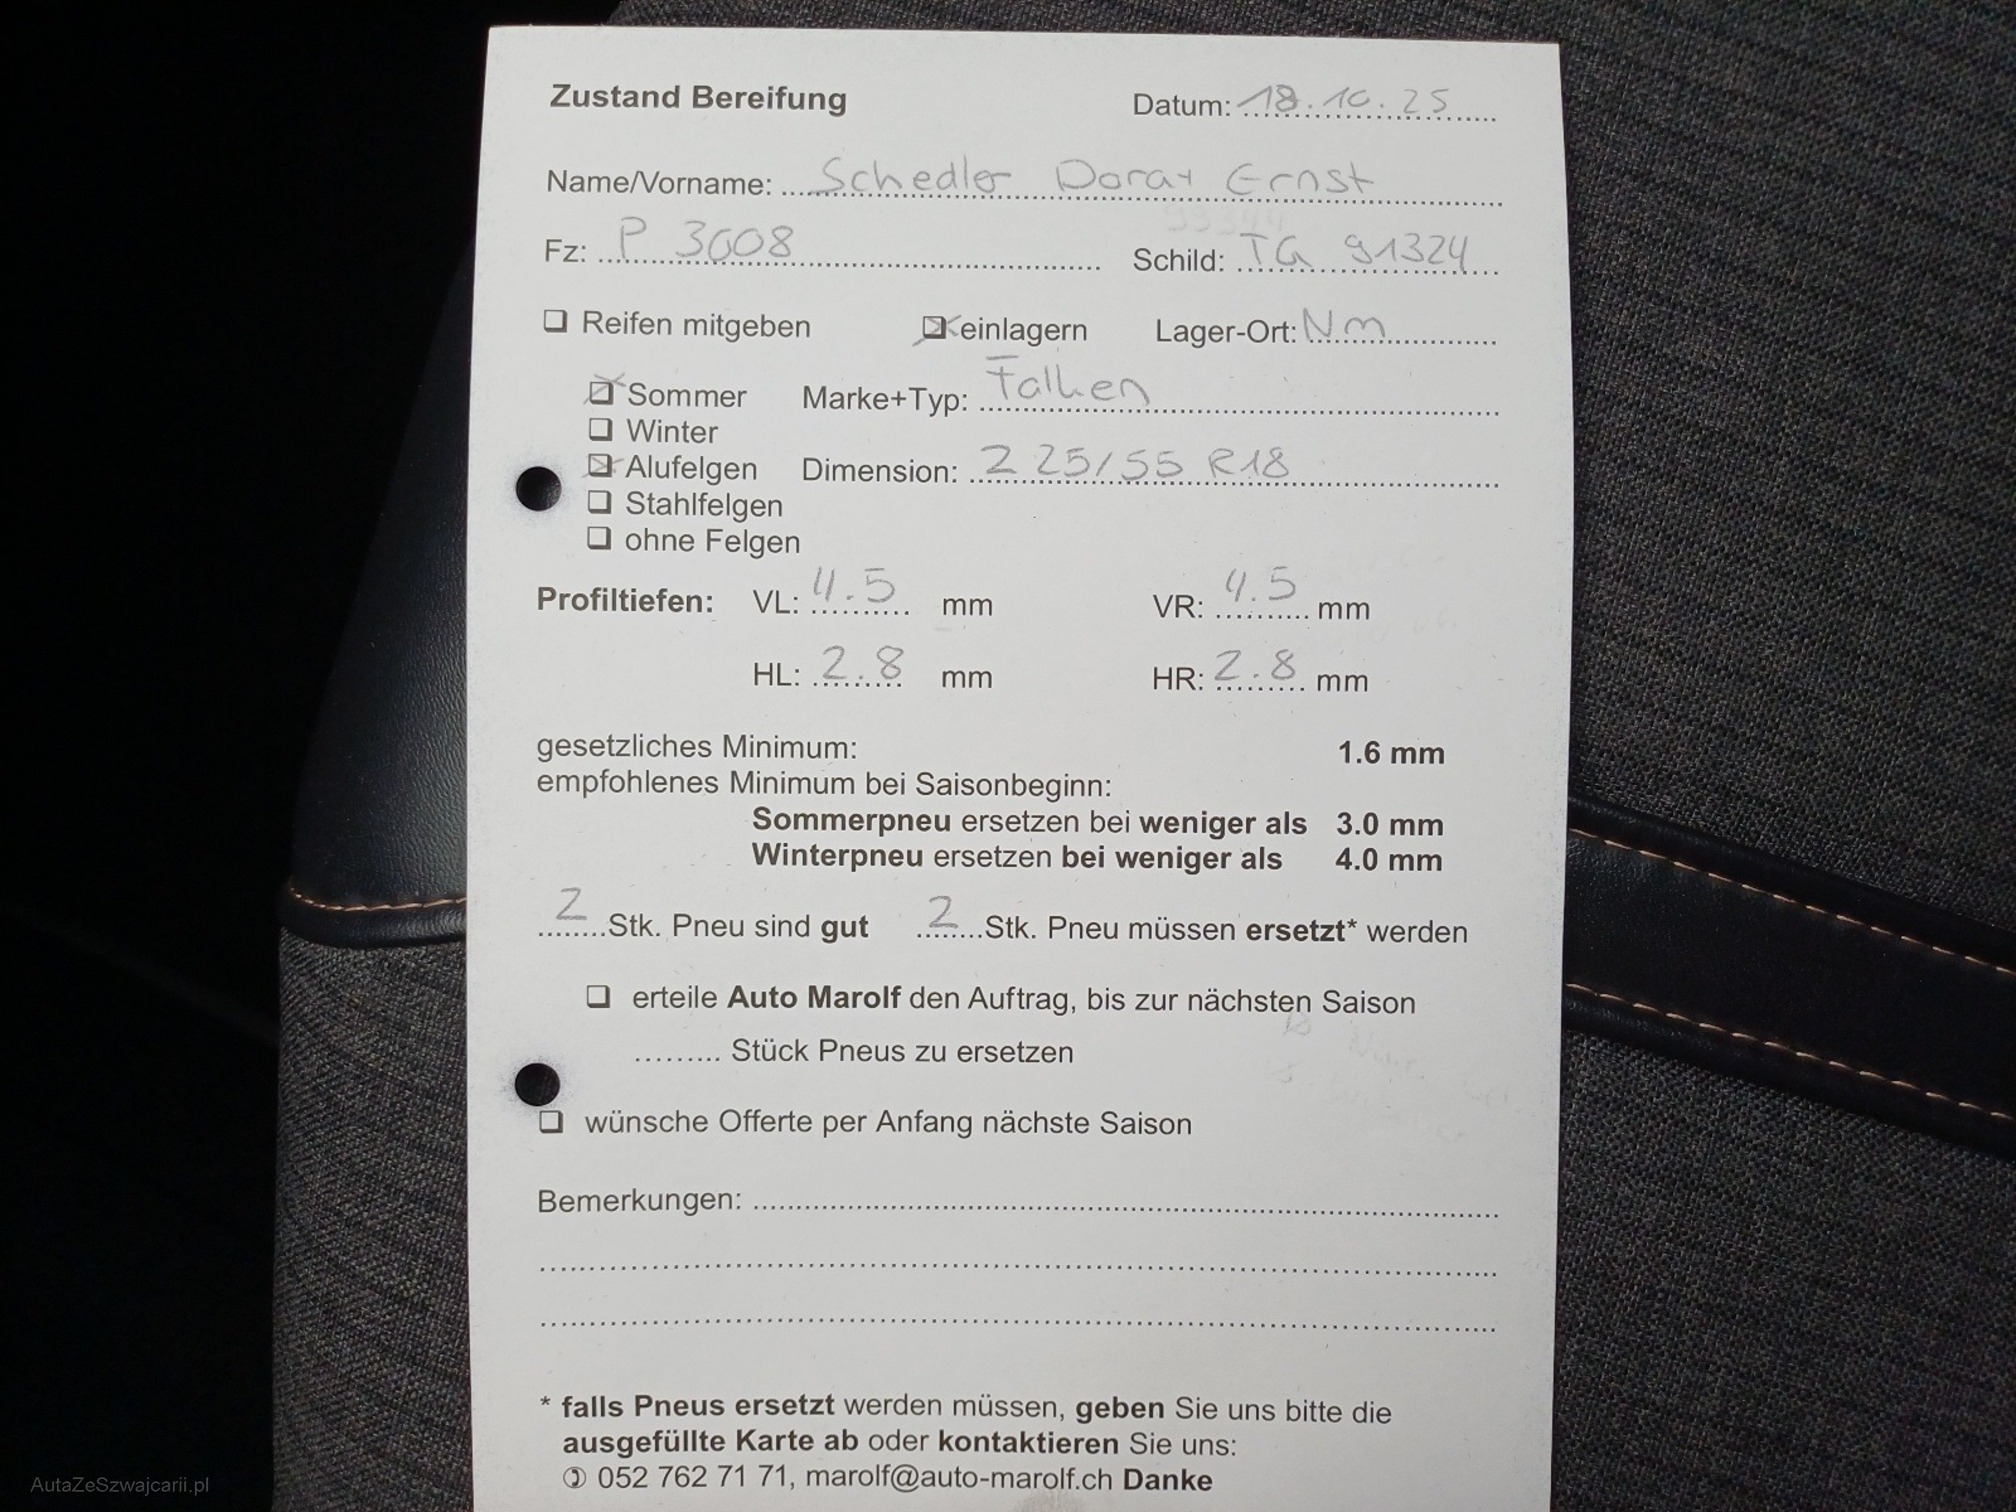 Zustand Bereifung Datum: 18.10.25
Name/Vorname: Schedler Ernst
Fz: P 3008 Schild: TG 91324
☐ Reifen mitgeben ☒ einlagern Lager-Ort: Nm
☒ Sommer Marke+Typ: Falken
☐ Winter
☒ Alufelgen Dimension: 225/55 R18
☐ Stahlfelgen
☐ ohne Felgen
Profiltiefen: VL: 4.5 mm VR: 4.5 mm
HL: 2.8 mm HR: 2.8 mm
gesetzliches Minimum: 1.6 mm
empfohlenes Minimum bei Saisonbeginn:
Sommerpneu ersetzen bei weniger als 3.0 mm
Winterpneu ersetzen bei weniger als 4.0 mm
2 Stk. Pneu sind gut 2 Stk. Pneu müssen ersetzt* werden
☐ erteile Auto Marolf den Auftrag, bis zur nächsten Saison
......... Stück Pneus zu ersetzen
☐ wünsche Offerte per Anfang nächste Saison
Bemerkungen:
* falls Pneus ersetzt werden müssen, geben Sie uns bitte die
ausgefüllte Karte ab oder kontaktieren Sie uns:
✆ 052 762 71 71, marolf@auto-marolf.ch Danke
AutaZeSzwajcarii.pl